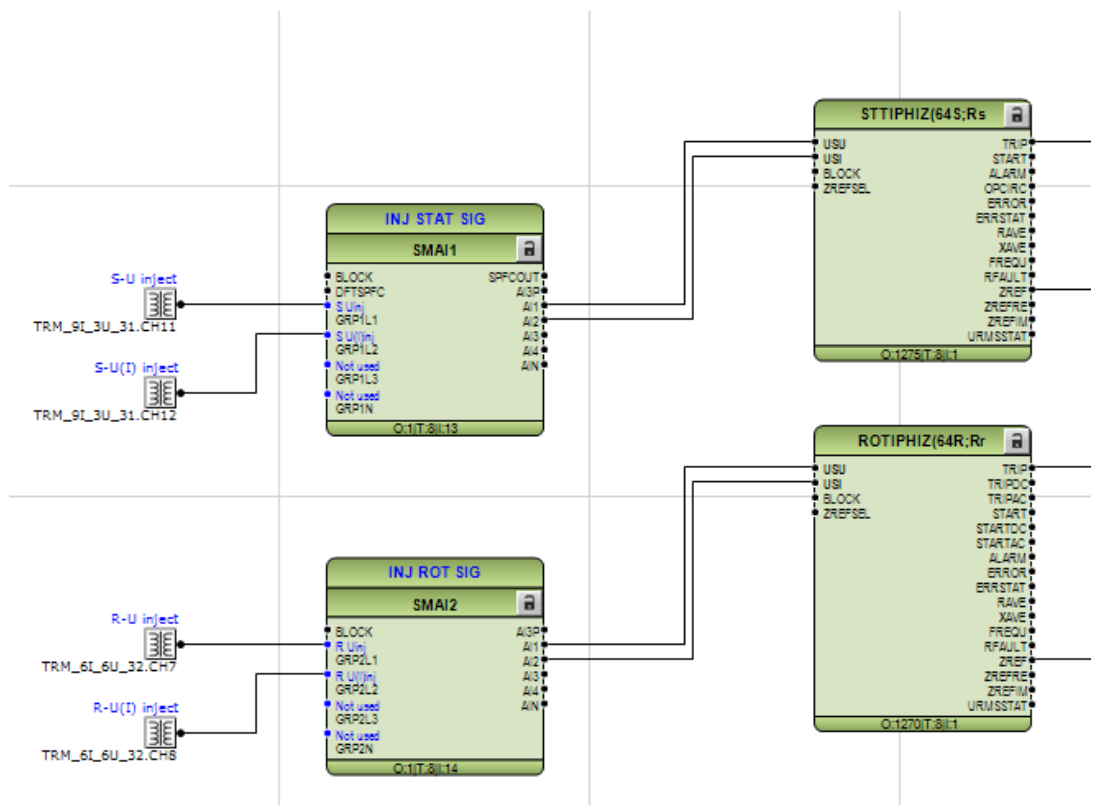 STTIPHIZ(64S;Rs
USU
USI
BLOCK
ZREFSEL
TRIP
START
ALARM
OPCIRC
ERROR
ERRSTAT
RAVE
XAVE
FREQU
RFAULT
ZREF
ZREFRE
ZREFIM
URMSSTAT
O:1275|T:8|I:1
S-U inject
TRM_9I_3U_31.CH11
S-U(I) inject
TRM_9I_3U_31.CH12
INJ STAT SIG
SMAI1
BLOCK
DFTSPFC
S Uinj
GRP1L1
S U(I)inj
GRP1L2
Not used
GRP1L3
Not used
GRP1N
SPFCOUT
AI3P
AI1
AI2
AI3
AI4
AIN
O:1|T:8|I:13
ROTIPHIZ(64R;Rr
USU
USI
BLOCK
ZREFSEL
TRIP
TRIPDC
TRIPAC
START
STARTDC
STARTAC
ALARM
ERROR
ERRSTAT
RAVE
XAVE
FREQU
RFAULT
ZREF
ZREFRE
ZREFIM
URMSSTAT
O:1270|T:8|I:1
R-U inject
TRM_6I_6U_32.CH7
R-U(I) inject
TRM_6I_6U_32.CH8
INJ ROT SIG
SMAI2
BLOCK
R Uinj
GRP2L1
R U(I)inj
GRP2L2
Not used
GRP2L3
Not used
GRP2N
AI3P
AI1
AI2
AI3
AI4
AIN
O:1|T:8|I:14